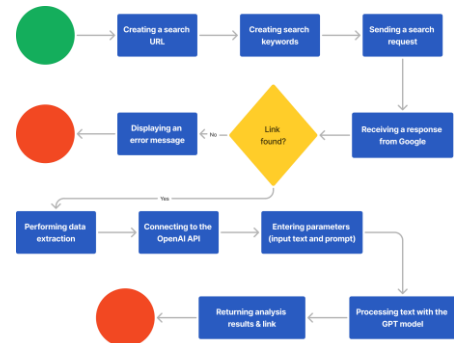 Creating a search
URL
Creating search
keywords
Sending a search
request
Receiving a response
from Google
Link
found?
No
Displaying an
error message
Yes
Performing data
extraction
Connecting to the
OpenAI API
Entering parameters
(input text and prompt)
Processing text with the
GPT model
Returning analysis
results & link